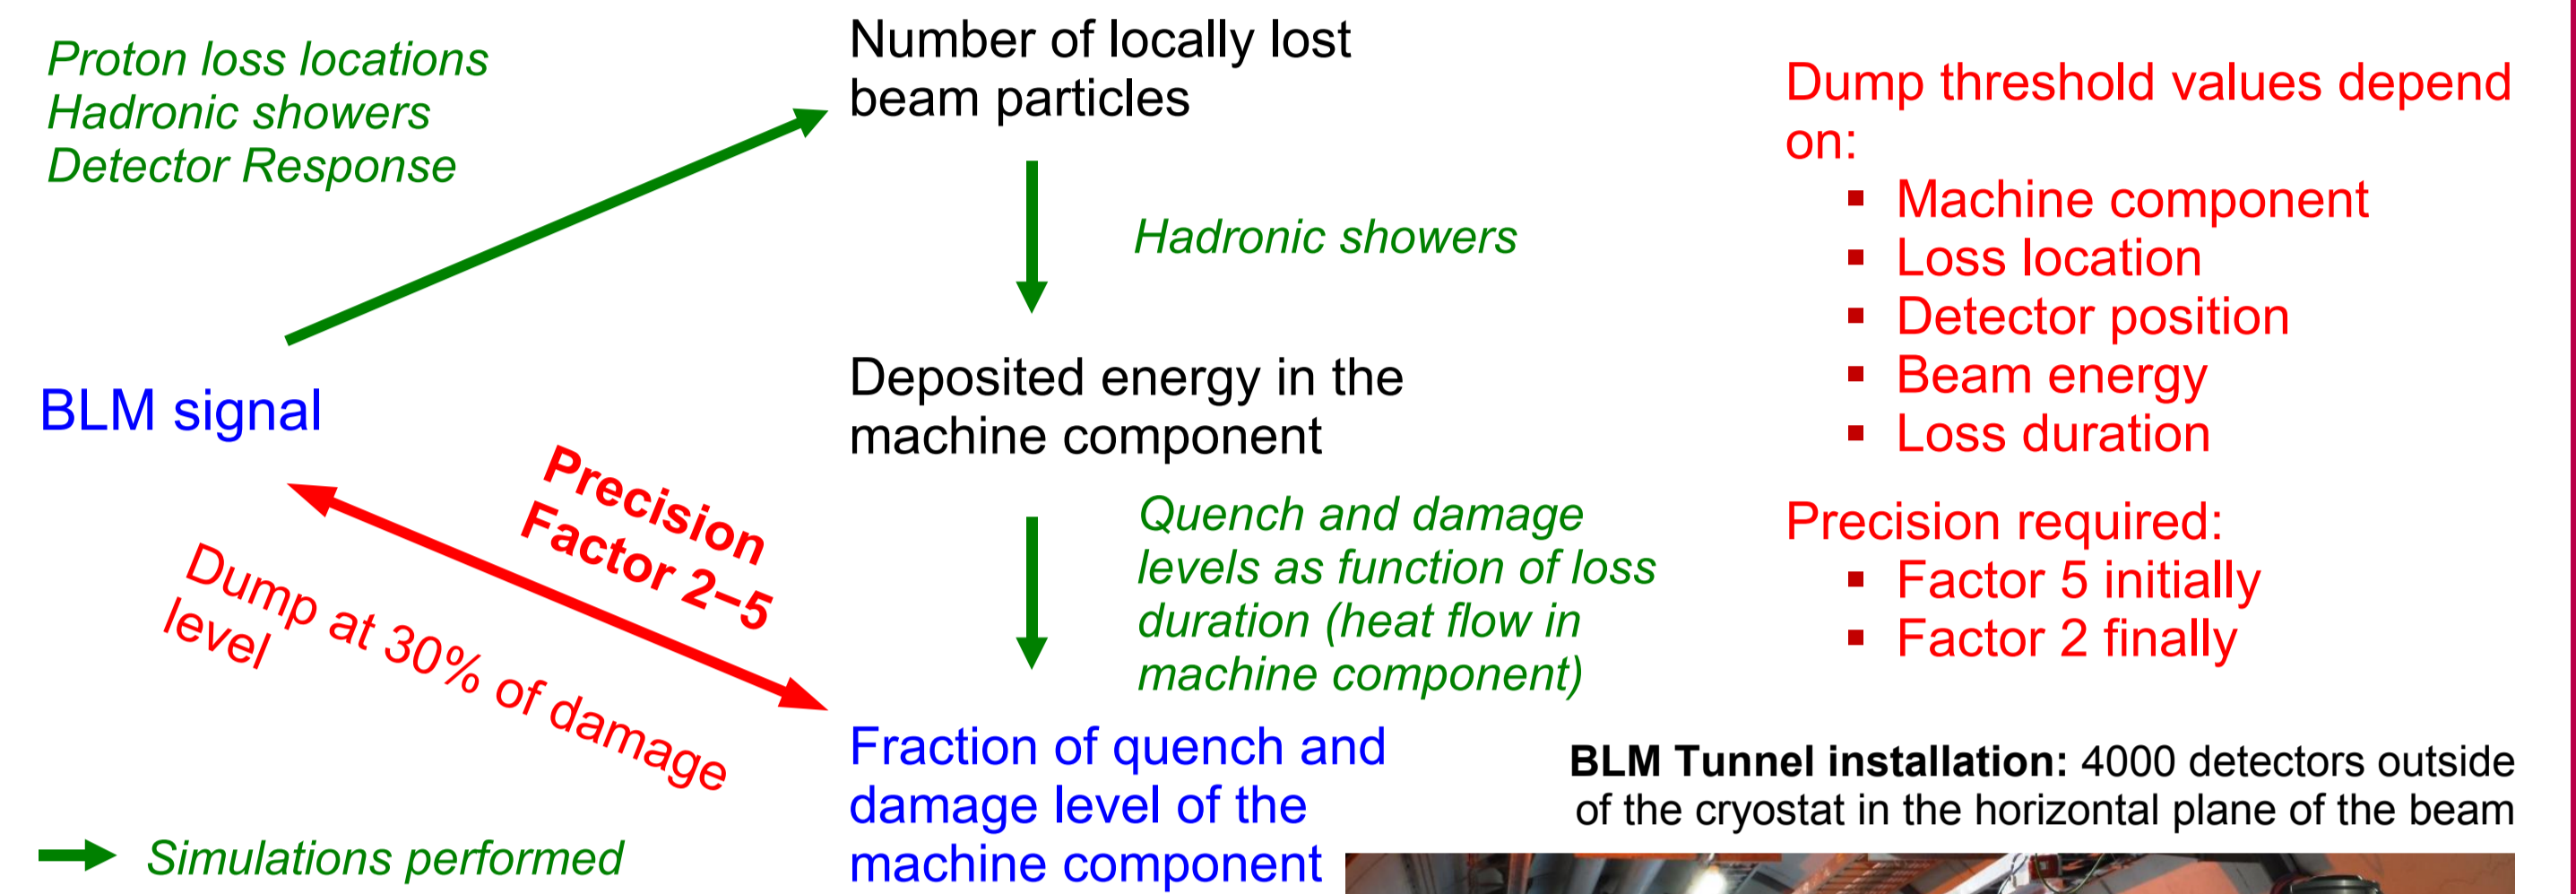 Proton loss locations
Hadronic showers
Detector Response
Number of locally lost
beam particles
Hadronic showers
BLM signal
Deposited energy in the
machine component
Precision
Factor 2–5
Dump at 30% of damage
level
Quench and damage
levels as function of loss
duration (heat flow in
machine component)
Fraction of quench and
damage level of the
machine component
Simulations performed
Dump threshold values depend
on:
▪ Machine component
▪ Loss location
▪ Detector position
▪ Beam energy
▪ Loss duration
Precision required:
▪ Factor 5 initially
▪ Factor 2 finally
BLM Tunnel installation: 4000 detectors outside
of the cryostat in the horizontal plane of the beam